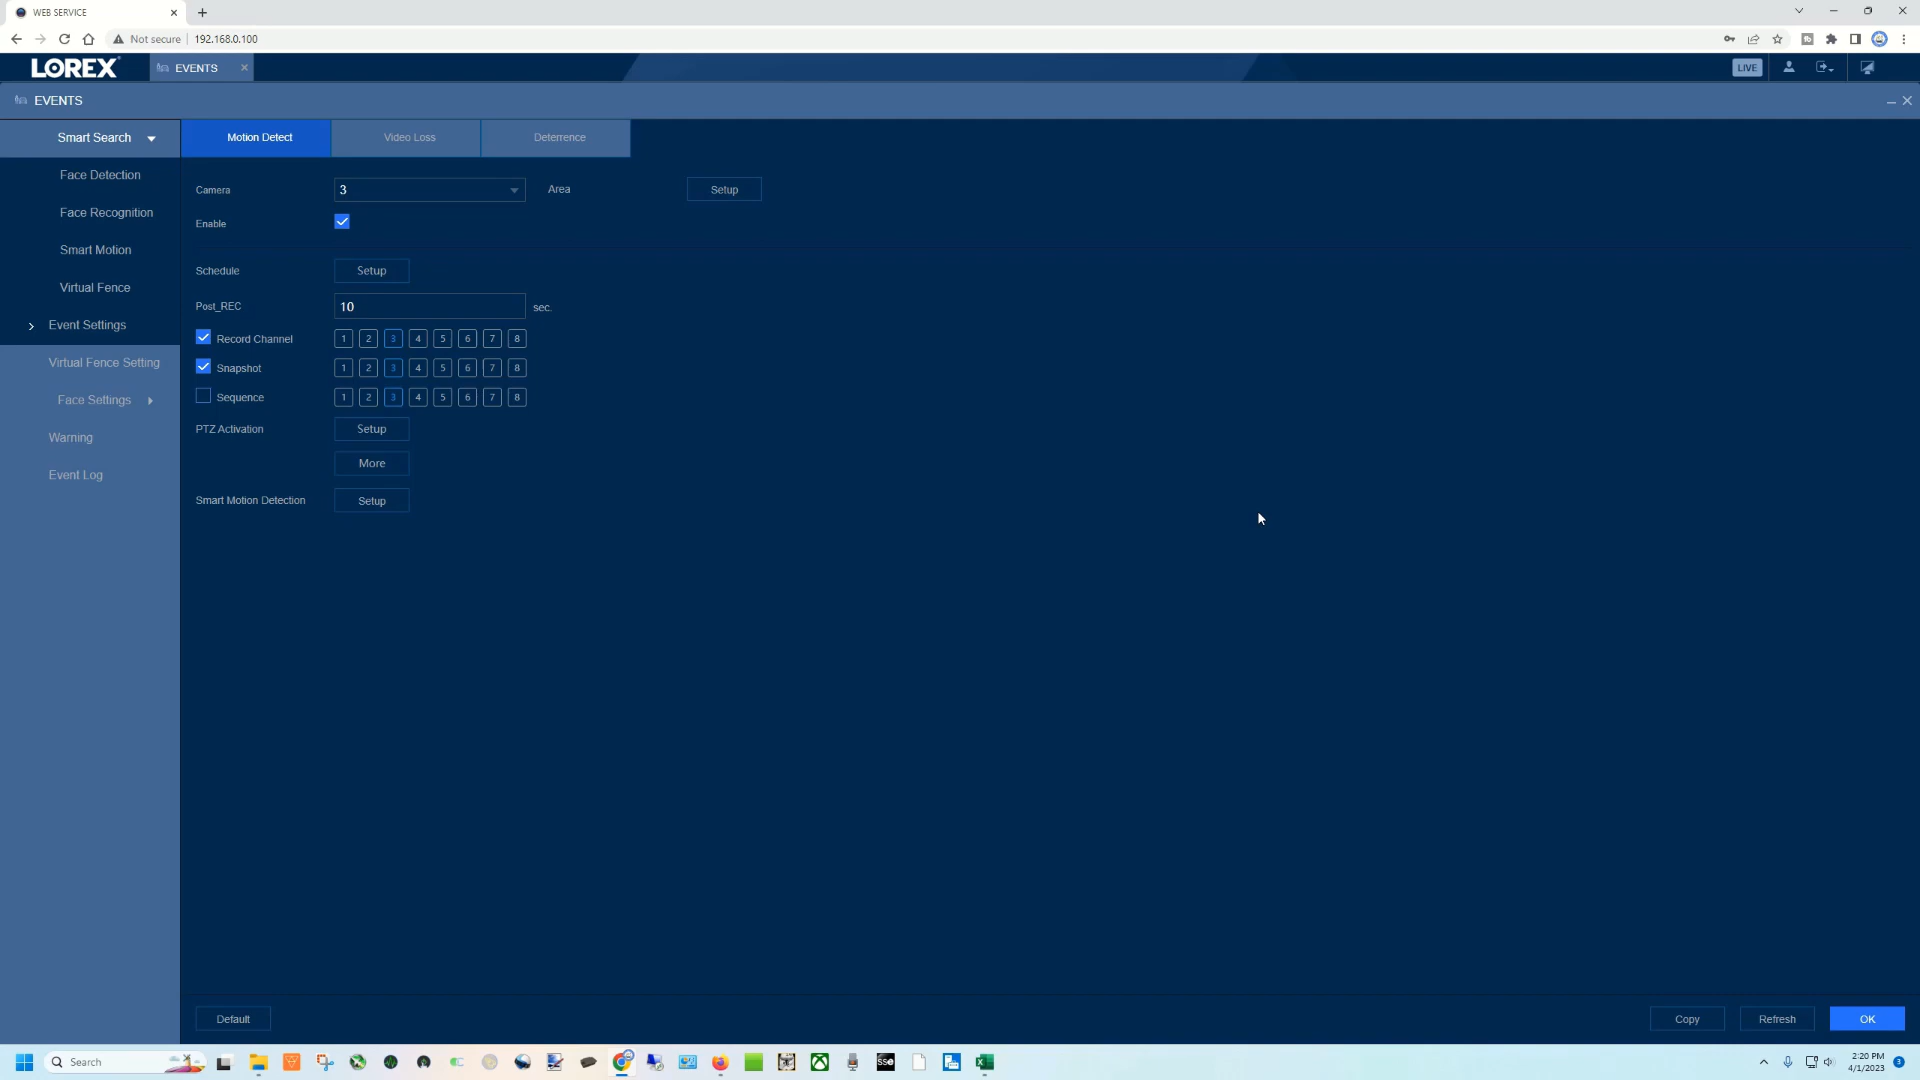 WEB SERVICE
Not secure 192.168.0.100
LOREX EVENTS LIVE
EVENTS
Smart Search Motion Detect Video Loss Deterrence
Face Detection
Face Recognition
Smart Motion
Virtual Fence
Event Settings
Virtual Fence Setting
Face Settings
Warning
Event Log
Camera 3 Area Setup
Enable
Schedule Setup
Post_REC 10 sec.
Record Channel 1 2 3 4 5 6 7 8
Snapshot 1 2 3 4 5 6 7 8
Sequence 1 2 3 4 5 6 7 8
PTZ Activation Setup
More
Smart Motion Detection Setup
Default Copy Refresh OK
Search sse 2:20 PM 3
4/1/2023